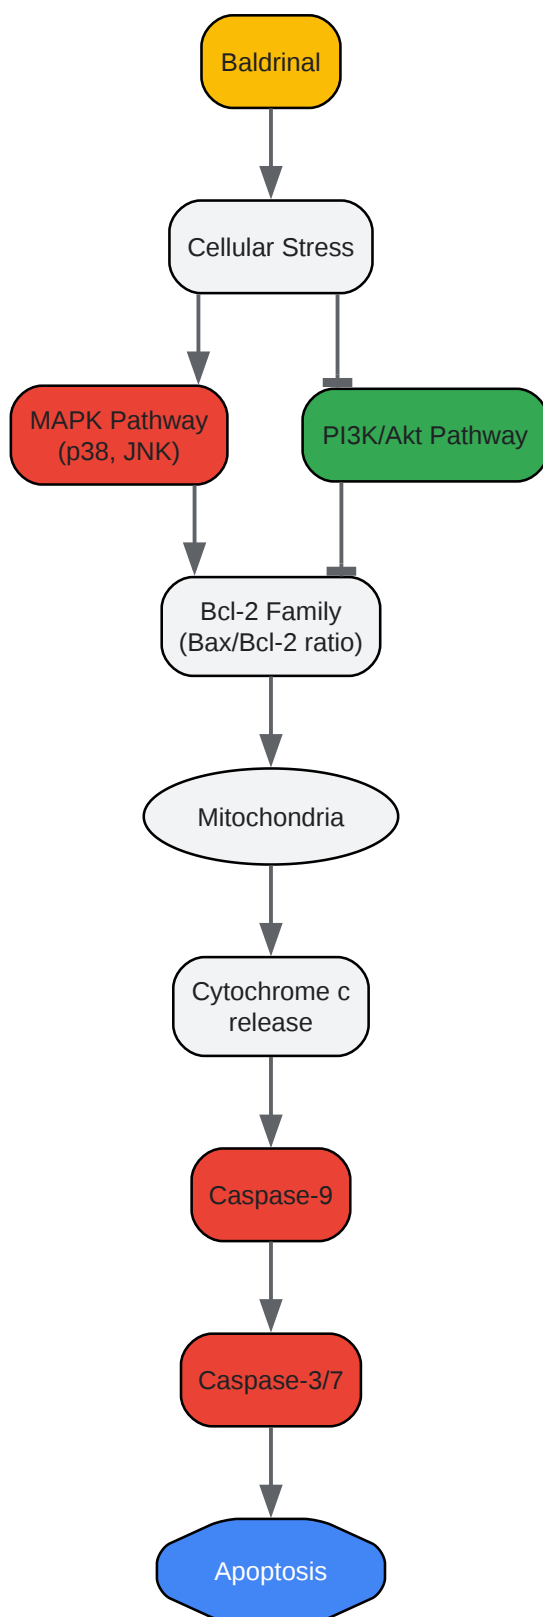 Baldrinal
Cellular Stress
MAPK Pathway
(p38, JNK)
PI3K/Akt Pathway
Bcl-2 Family
(Bax/Bcl-2 ratio)
Mitochondria
Cytochrome c
release
Caspase-9
Caspase-3/7
Apoptosis